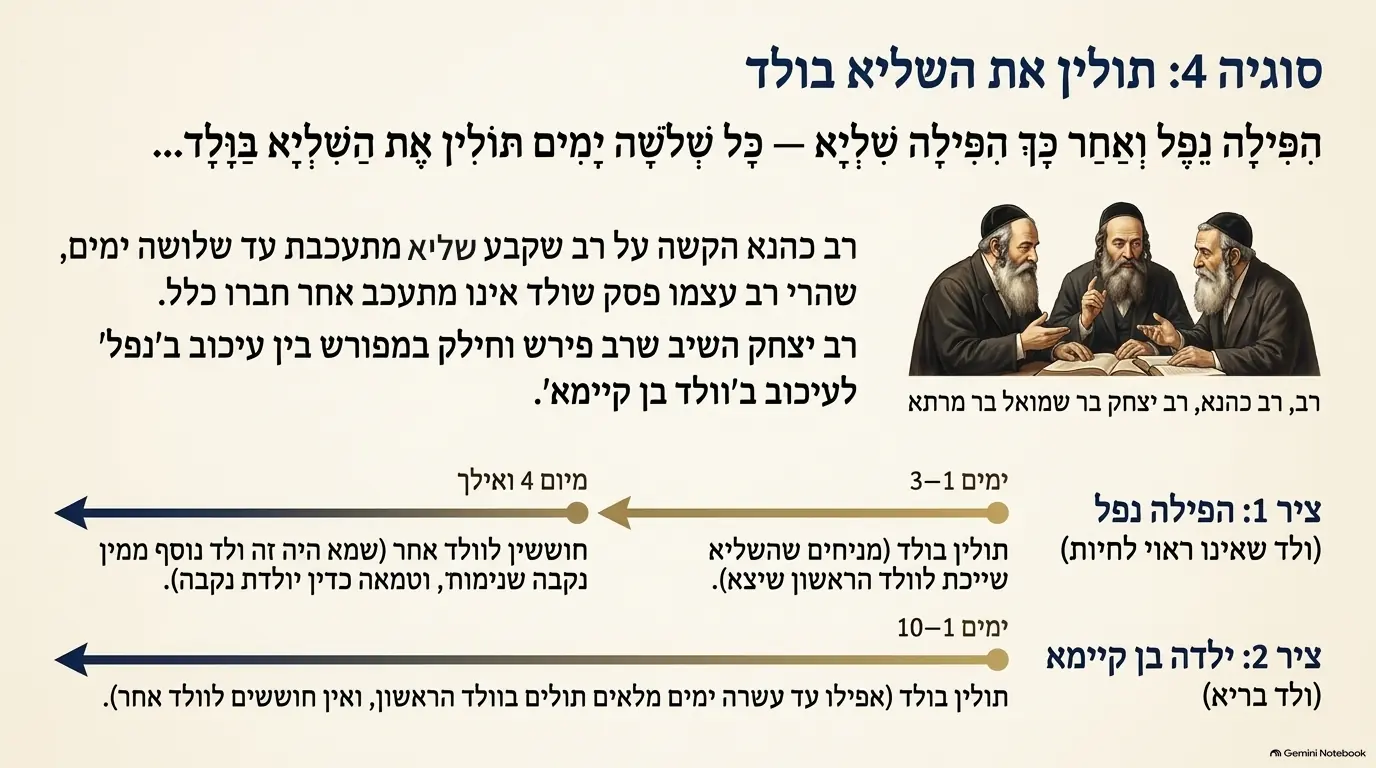 סוגיה 4: תולין את השליא בולד
הִפִּילָה נֵפֶל וְאַחַר כָּךְ הִפִּילָה שִׁלְיָא — כׇּל שְׁלֹשָׁה יָמִים תּוֹלִין אֶת הַשִּׁלְיָא בַּוָּלָד...
רב כהנא הקשה על רב שקבע שליא מתעכבת עד שלושה ימים,
שהרי רב עצמו פסק שולד אינו מתעכב אחר חברו כלל.
רב יצחק השיב שרב פירש וחילק במפורש בין עיכוב ב'נפל'
לעיכוב ב'וולד בן קיימא'.
רב, רב כהנא, רב יצחק בר שמואל בר מרתא
ציר 1: הפילה נפל
(ולד שאינו ראוי לחיות)
ימים 1–3
תולין בולד (מניחים שהשליא
שייכת לוולד הראשון שיצא).
מיום 4 ואילך
חוששין לוולד אחר (שמא היה זה ולד נוסף ממין
נקבה שנימוח, וטמאה כדין יולדת נקבה).
ציר 2: ילדה בן קיימא
(ולד בריא)
ימים 1–10
תולין בולד (אפילו עד עשרה ימים מלאים תולים בוולד הראשון, ואין חוששים לוולד אחר).
Gemini Notebook